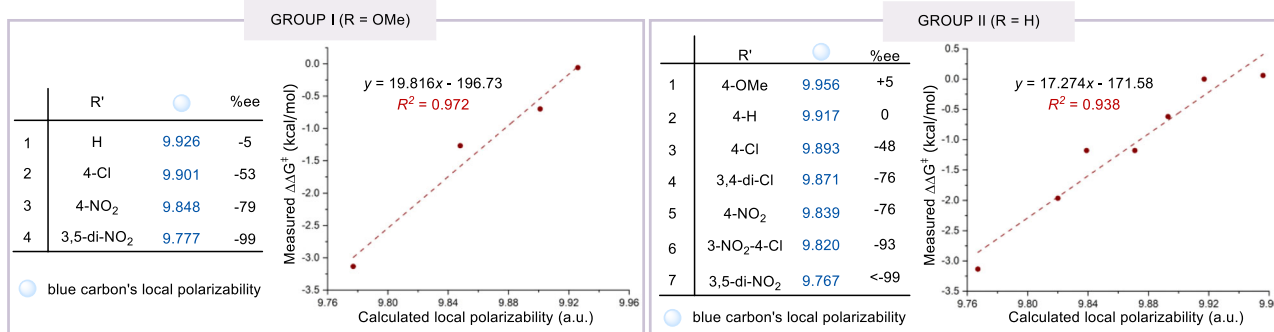 GROUP I (R = OMe)
R' %ee
1 H 9.926 -5
2 4-Cl 9.901 -53
3 4-NO₂ 9.848 -79
4 3,5-di-NO₂ 9.777 -99
blue carbon's local polarizability
y = 19.816x - 196.73
R² = 0.972
Measured ΔΔG‡ (kcal/mol)
0.0
-0.5
-1.0
-1.5
-2.0
-2.5
-3.0
-3.5
9.76 9.80 9.84 9.88 9.92 9.96
Calculated local polarizability (a.u.)
GROUP II (R = H)
R' %ee
1 4-OMe 9.956 +5
2 4-H 9.917 0
3 4-Cl 9.893 -48
4 3,4-di-Cl 9.871 -76
5 4-NO₂ 9.839 -76
6 3-NO₂-4-Cl 9.820 -93
7 3,5-di-NO₂ 9.767 <-99
blue carbon's local polarizability
y = 17.274x - 171.58
R² = 0.938
Measured ΔΔG‡ (kcal/mol)
0.5
0.0
-0.5
-1.0
-1.5
-2.0
-2.5
-3.0
-3.5
9.76 9.80 9.84 9.88 9.92 9.9
Calculated local polarizability (a.u.)